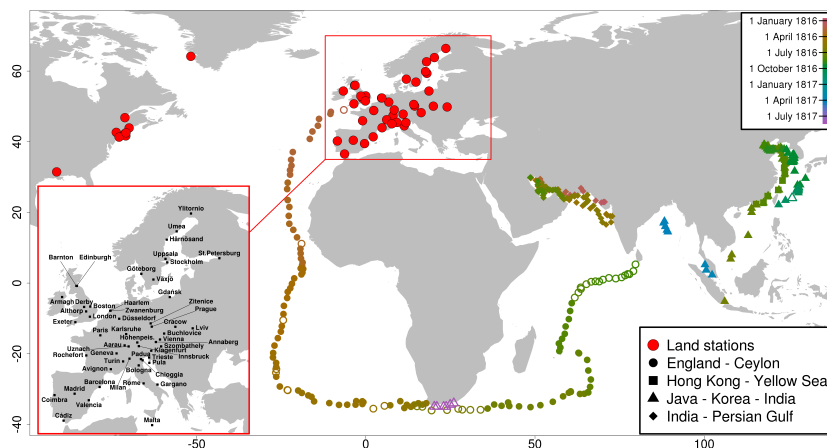 1 January 1816
1 April 1816
1 July 1816
1 October 1816
1 January 1817
1 April 1817
1 July 1817
60
40
20
0
-20
-40
-50
0
50
100
Ylitornio
Umea
Härnösand
Uppsala
Stockholm
St.Petersburg
Barnton
Edinburgh
Göteborg
Växjö
Gdańsk
Armagh
Derby
Boston
Haarlem
Zitenice
Althorp
London
Zwanenburg
Prague
Exeter
Düsseldorf
Cracow
Paris
Karlsruhe
Lviv
Hohenpeis.
Buchlovice
Vienna
Annaberg
Aarau
Szombathely
Uznach
Klagenfurt
Rochefort
Geneva
Padua
Trieste
Innsbruck
Turin
Pula
Avignon
Bologna
Chioggia
Barcelona
Milan
Rome
Gargano
Madrid
Coimbra
Valencia
Cádiz
Malta
Land stations
England - Ceylon
Hong Kong - Yellow Sea
Java - Korea - India
India - Persian Gulf